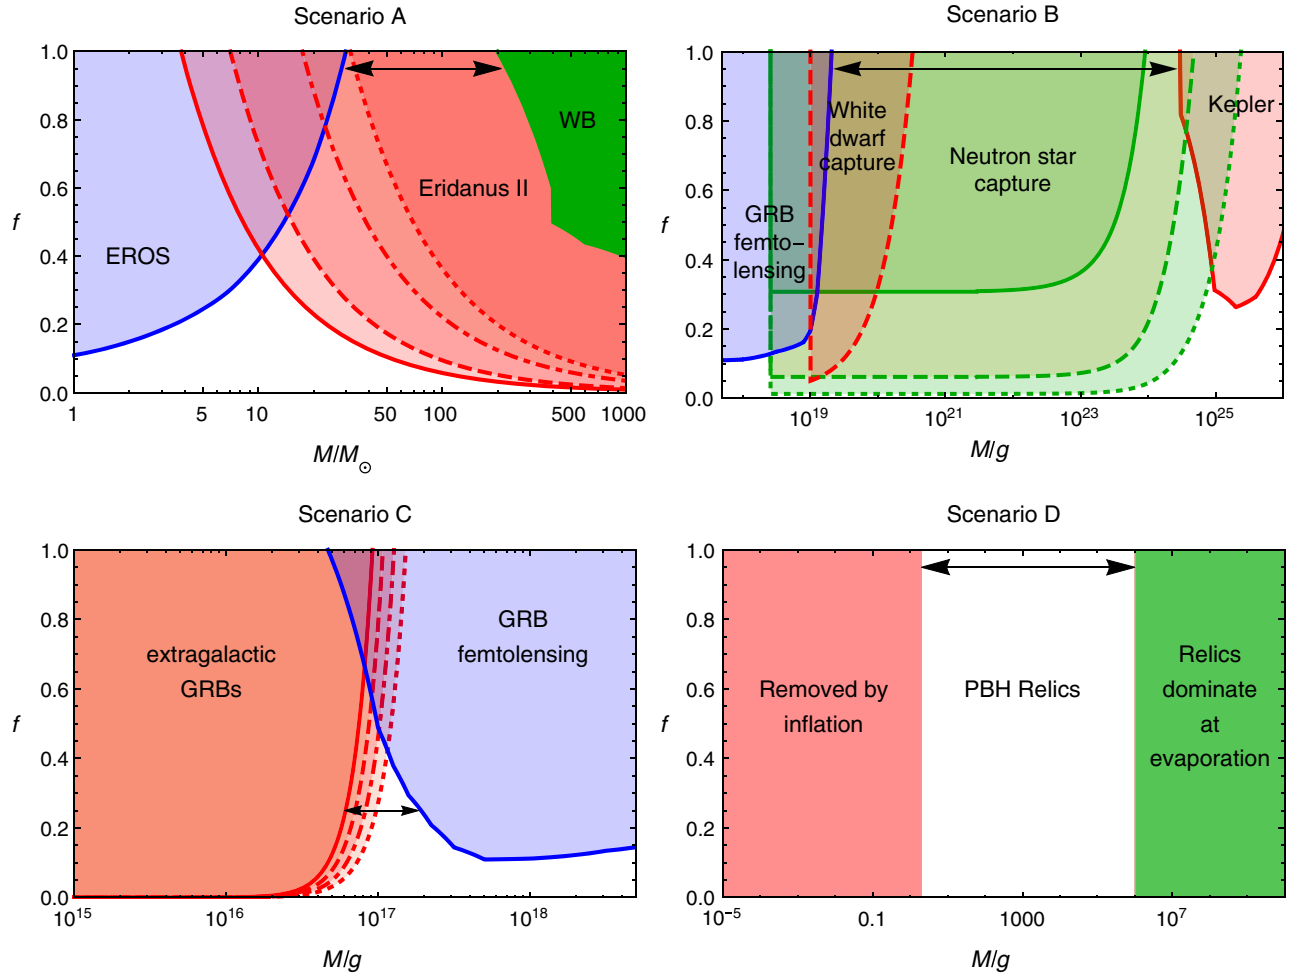 Scenario A
1.0
0.8
0.6
0.4
0.2
0.0
f
EROS
Eridanus II
WB
1
5
10
50
100
500
1000
M/M⊙
Scenario B
1.0
0.8
0.6
0.4
0.2
0.0
f
GRB
femto–
lensing
White
dwarf
capture
Neutron star
capture
Kepler
10¹⁹
10²¹
10²³
10²⁵
M/g
Scenario C
1.0
0.8
0.6
0.4
0.2
0.0
f
extragalactic
GRBs
GRB
femtolensing
10¹⁵
10¹⁶
10¹⁷
10¹⁸
M/g
Scenario D
1.0
0.8
0.6
0.4
0.2
0.0
f
Removed by
inflation
PBH Relics
Relics
dominate
at
evaporation
10⁻⁵
0.1
1000
10⁷
M/g